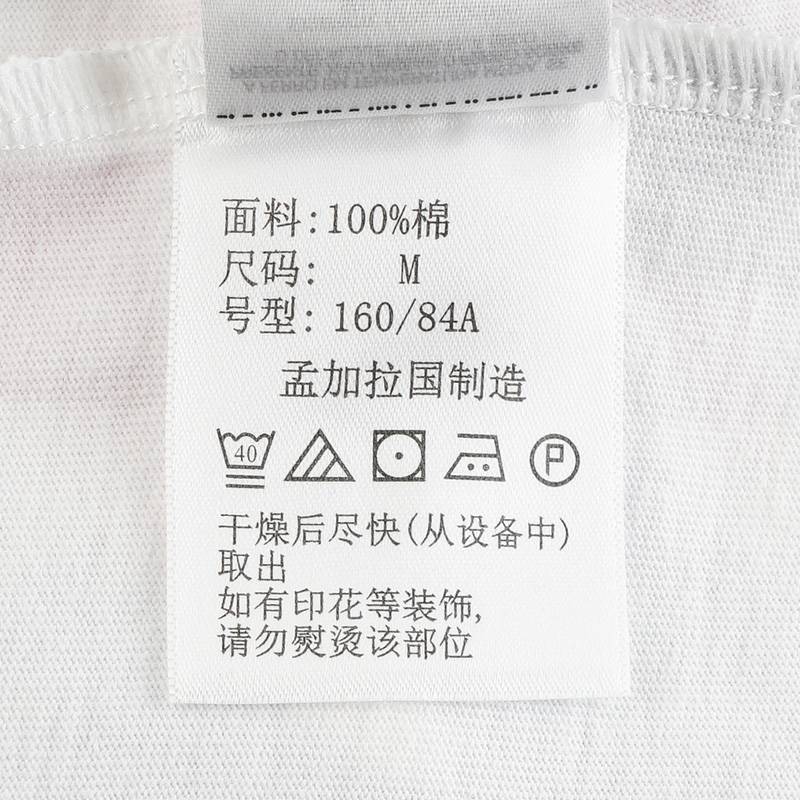 面料:100%棉
尺码: M
号型: 160/84A
孟加拉国制造
40 P
干燥后尽快(从设备中)
取出
如有印花等装饰,
请勿熨烫该部位